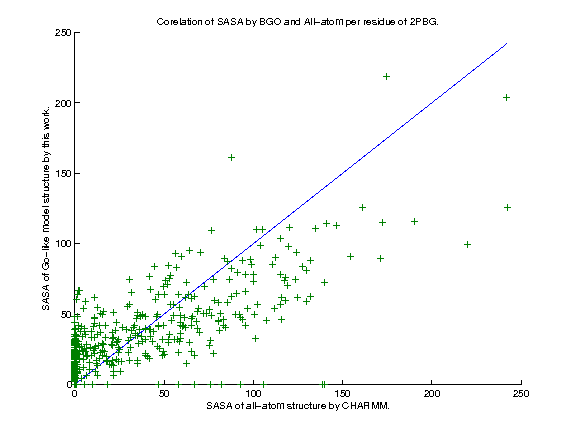 Corelation of SASA by BGO and All-atom per residue of 2PBG.
250
200
150
100
50
0
SASA of Go-like model structure by this work.
0 50 100 150 200 250
SASA of all-atom structure by CHARMM.